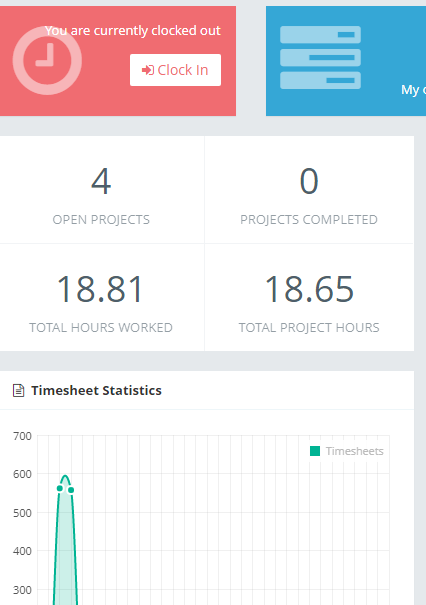 You are currently clocked out
Clock In
My
4
OPEN PROJECTS
0
PROJECTS COMPLETED
18.81
TOTAL HOURS WORKED
18.65
TOTAL PROJECT HOURS
Timesheet Statistics
Timesheets
700
600
500
400
300